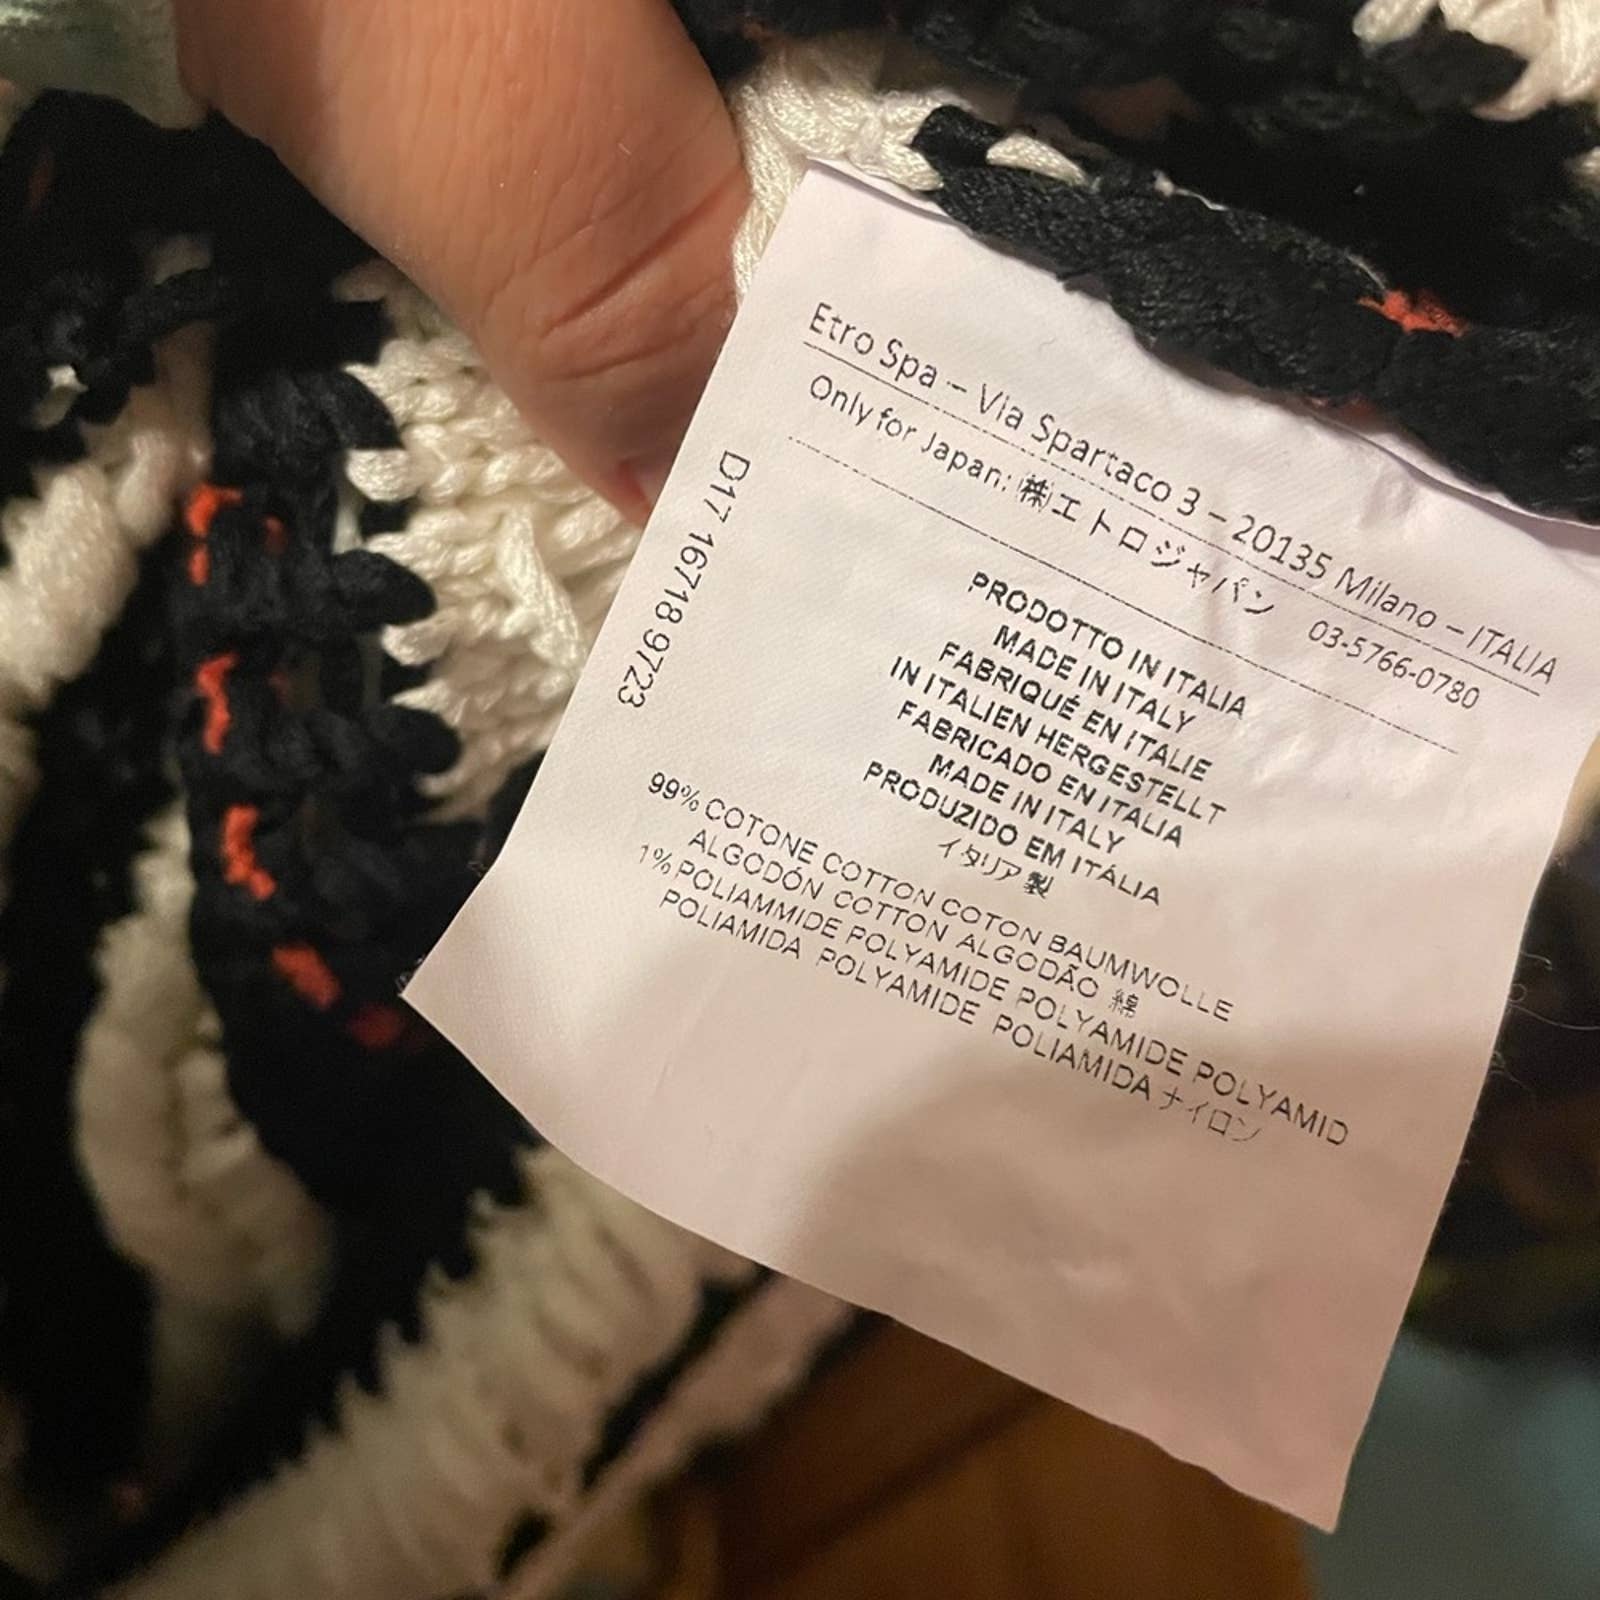 Etro Spa – Via Spartaco 3 – 20135 Milano – ITALIA
Only for Japan: ㈱エトロジャパン 03-5766-0780
D17 16718 9723
PRODOTTO IN ITALIA
MADE IN ITALY
FABRIQUÉ EN ITALIE
IN ITALIEN HERGESTELLT
FABRICADO EN ITALIA
MADE IN ITALY
PRODUZIDO EM ITÁLIA
イタリア製
99% COTONE COTTON COTON BAUMWOLLE
ALGODÓN COTTON ALGODÃO 綿
1% POLIAMMIDE POLYAMIDE POLYAMIDE POLYAMID
POLIAMIDA POLYAMIDE POLIAMIDA ナイロン